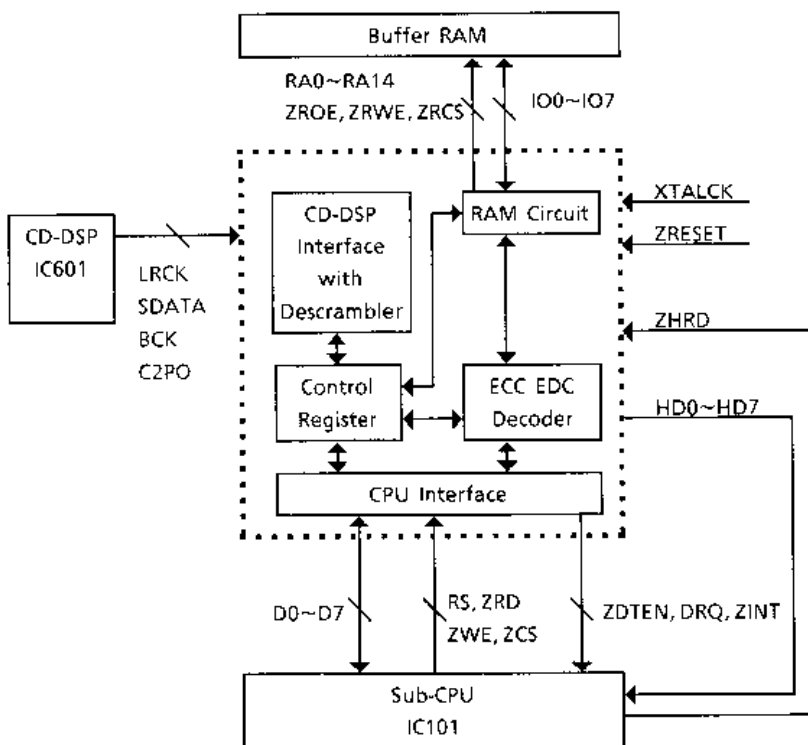 Buffer RAM
RA0~RA14
ZROE, ZRWE, ZRCS
IO0~IO7
CD-DSP
IC601
LRCK
SDATA
BCK
C2PO
CD-DSP
Interface
with
Descrambler
RAM Circuit
XTALCK
ZRESET
ZHRD
Control
Register
ECC EDC
Decoder
HD0~HD7
CPU Interface
D0~D7
RS, ZRD
ZWE, ZCS
ZDTEN, DRQ, ZINT
Sub-CPU
IC101